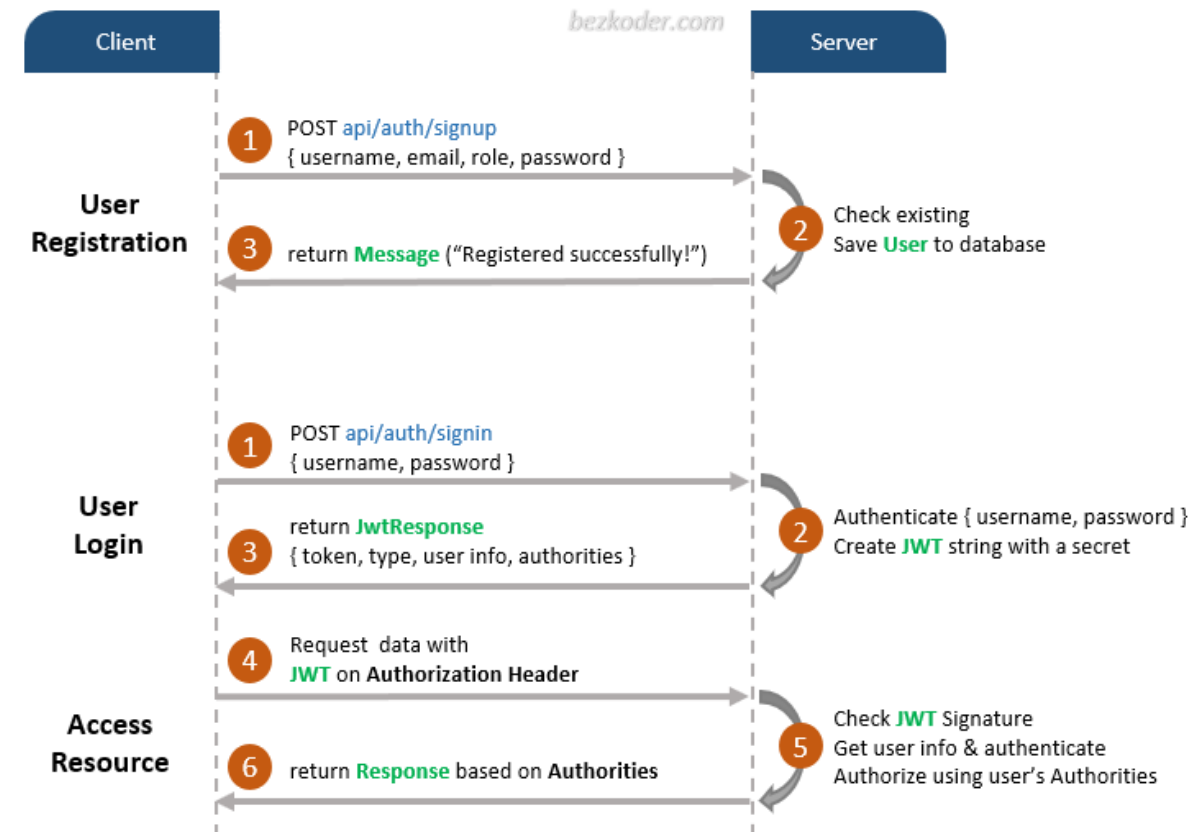 bezkoder.com
Client
Server
1
POST api/auth/signup
{ username, email, role, password }
User
Registration
2
Check existing
Save User to database
3
return Message (“Registered successfully!”)
1
POST api/auth/signin
{ username, password }
User
Login
2
Authenticate { username, password }
Create JWT string with a secret
3
return JwtResponse
{ token, type, user info, authorities }
4
Request  data with
JWT on Authorization Header
Access
Resource
5
Check JWT Signature
Get user info & authenticate
Authorize using user’s Authorities
6
return Response based on Authorities